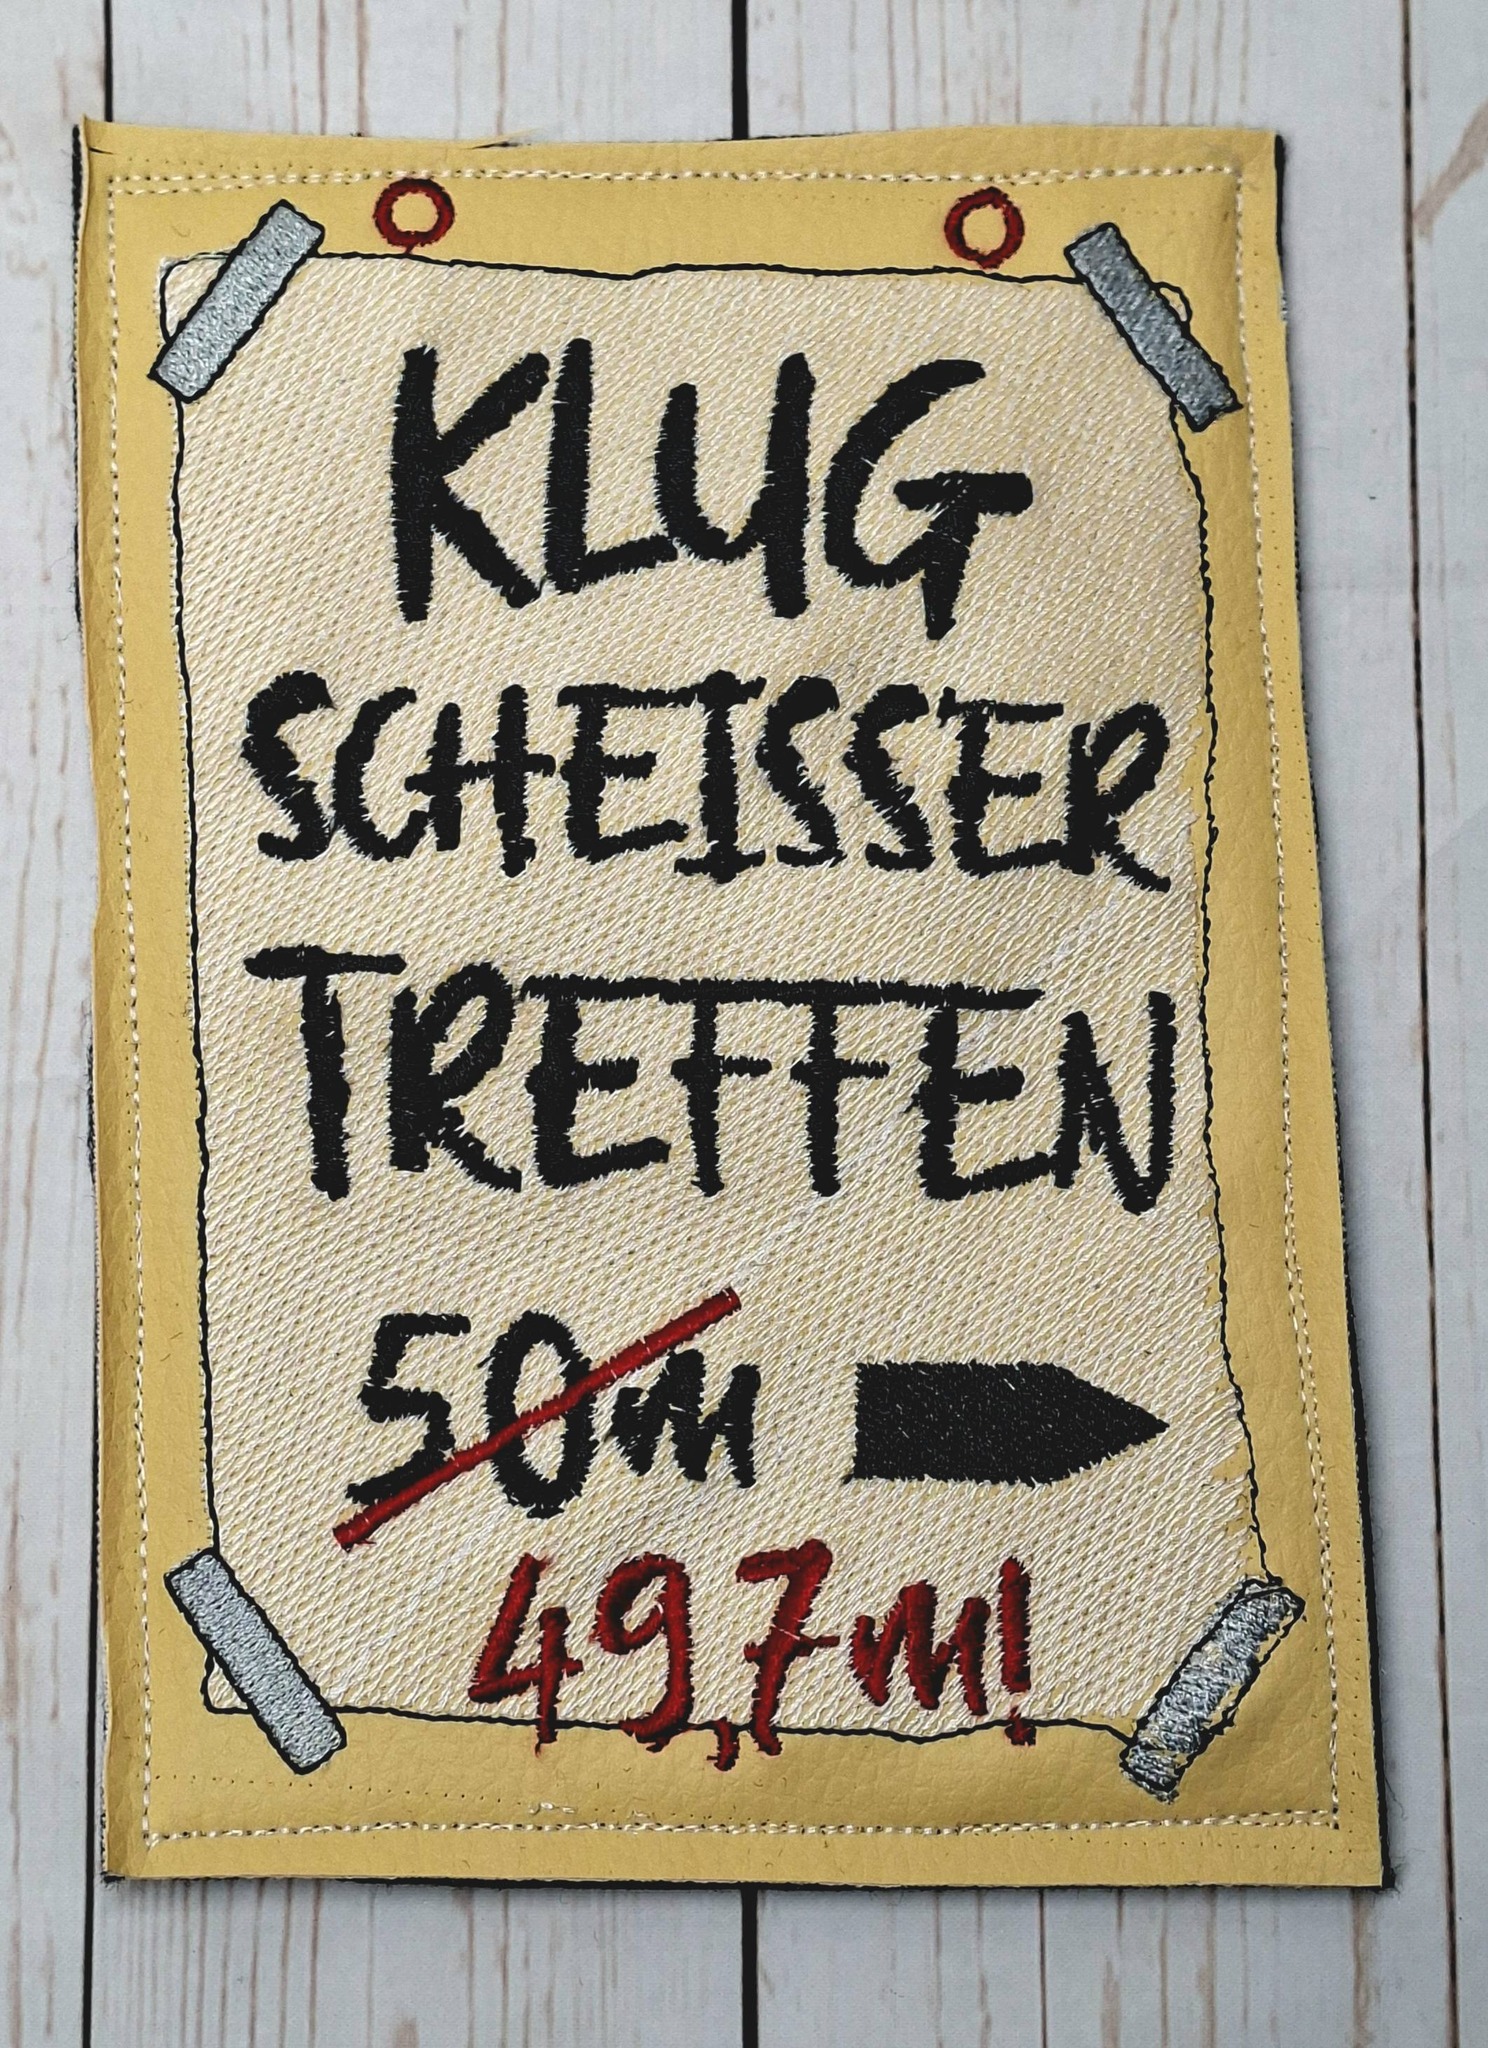 KLUG
SCHEISSER
TREFFEN
50m
49,7m!